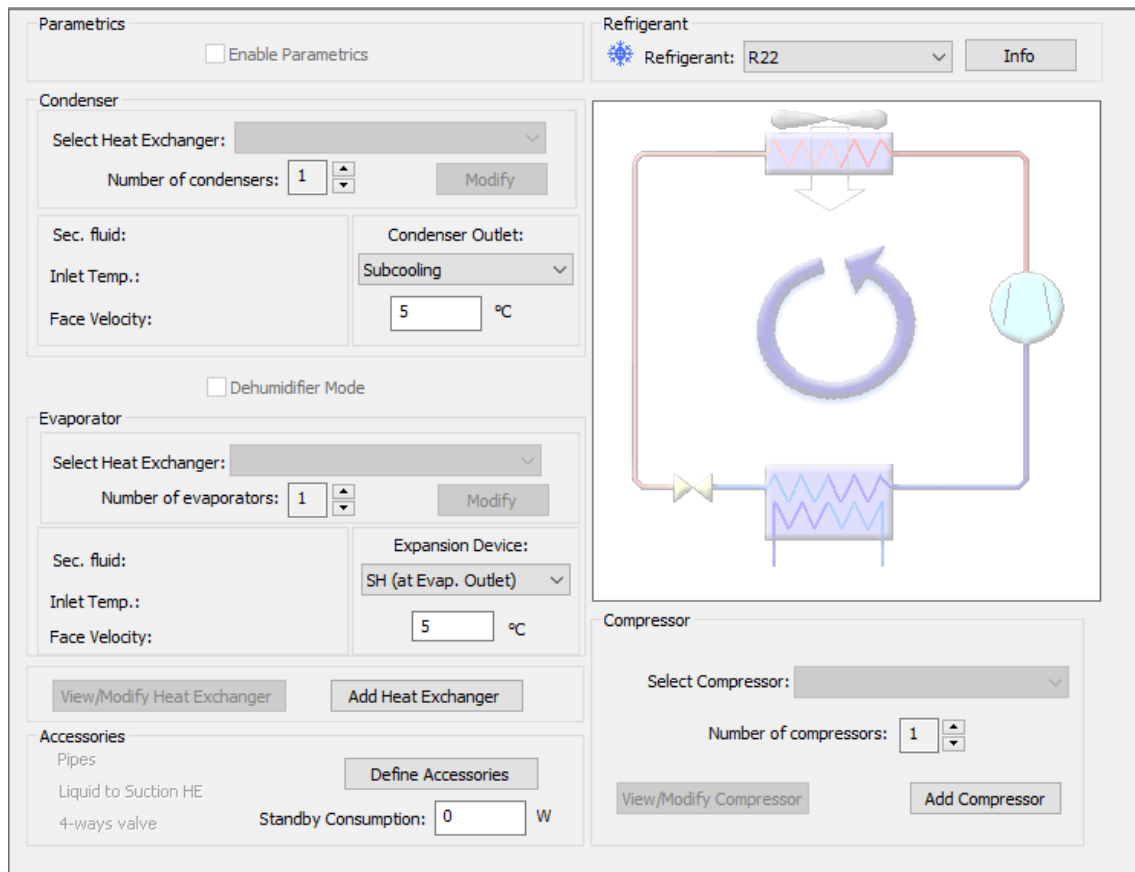 Parametrics
Enable Parametrics
Refrigerant
Refrigerant: R22 Info
Condenser
Select Heat Exchanger:
Number of condensers: 1 Modify
Sec. fluid:
Inlet Temp.:
Face Velocity:
Condenser Outlet:
Subcooling
5 ºC
Dehumidifier Mode
Evaporator
Select Heat Exchanger:
Number of evaporators: 1 Modify
Sec. fluid:
Inlet Temp.:
Face Velocity:
Expansion Device:
SH (at Evap. Outlet)
5 ºC
View/Modify Heat Exchanger Add Heat Exchanger
Accessories
Pipes
Liquid to Suction HE
4-ways valve
Define Accessories
Standby Consumption: 0 W
Compressor
Select Compressor:
Number of compressors: 1
View/Modify Compressor Add Compressor